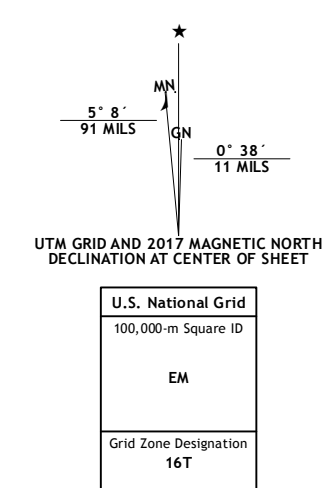 ★
MN
5° 8´
91 MILS
GN
0° 38´
11 MILS
UTM GRID AND 2017 MAGNETIC NORTH
DECLINATION AT CENTER OF SHEET
U.S. National Grid
100,000-m Square ID
EM
Grid Zone Designation
16T